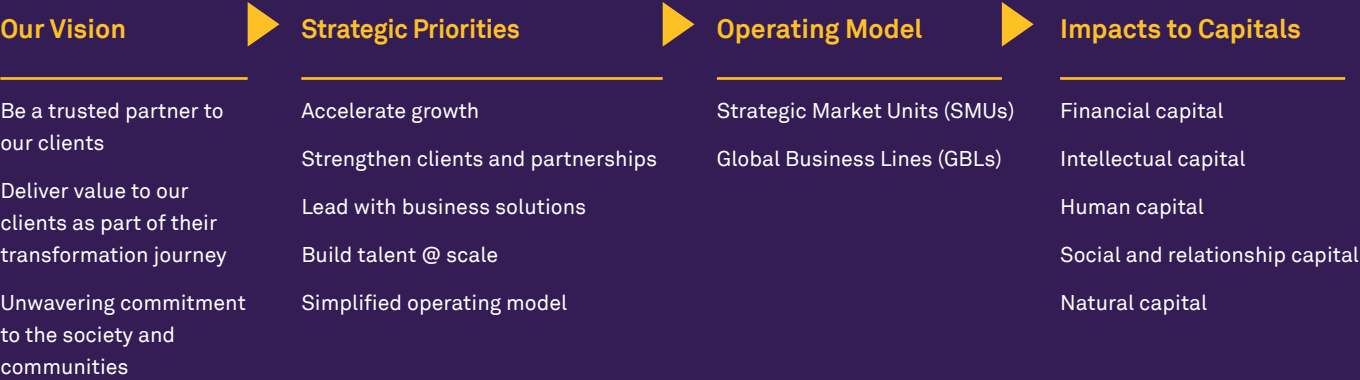 Our Vision
Be a trusted partner to
our clients
Deliver value to our
clients as part of their
transformation journey
Unwavering commitment
to the society and
communities
Strategic Priorities
Accelerate growth
Strengthen clients and partnerships
Lead with business solutions
Build talent @ scale
Simplified operating model
Operating Model
Strategic Market Units (SMUs)
Global Business Lines (GBLs)
Impacts to Capitals
Financial capital
Intellectual capital
Human capital
Social and relationship capital
Natural capital